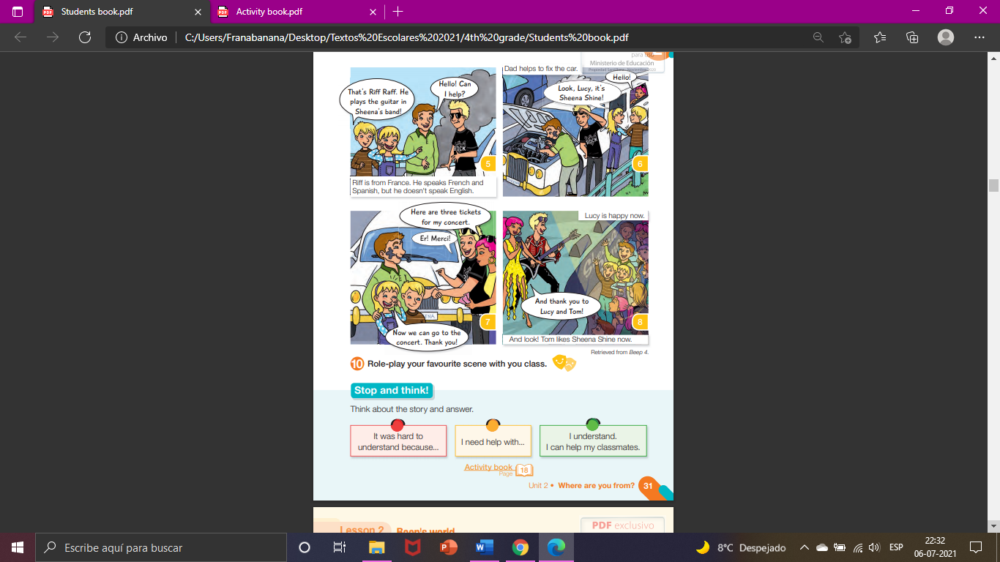 Students book.pdf
Activity book.pdf
Archivo
C:/Users/Franabanana/Desktop/Textos%20Escolares%202021/4th%20grade/Students%20book.pdf
para uso
Ministerio de Educación
Dad helps to fix the car.
That's Riff Raff. He
plays the guitar in
Sheena's band!
Hello! Can
I help?
ROCK
5
Riff is from France. He speaks French and
Spanish, but he doesn't speak English.
Look, Lucy, it's
Sheena Shine!
Hello!
ROCK
6
Here are three tickets
for my concert.
Er! Merci!
Now we can go to the
concert. Thank you!
7
Lucy is happy now.
And thank you to
Lucy and Tom!
8
And look! Tom likes Sheena Shine now.
Retrieved from Beep 4.
10 Role-play your favourite scene with you class.
Stop and think!
Think about the story and answer.
It was hard to
understand because...
I need help with...
I understand.
I can help my classmates.
Activity book
Page 18
Unit 2 • Where are you from? 31
Lesson 2 Beep's world
PDF exclusivo
Escribe aquí para buscar
8°C Despejado
ESP
22:32
06-07-2021